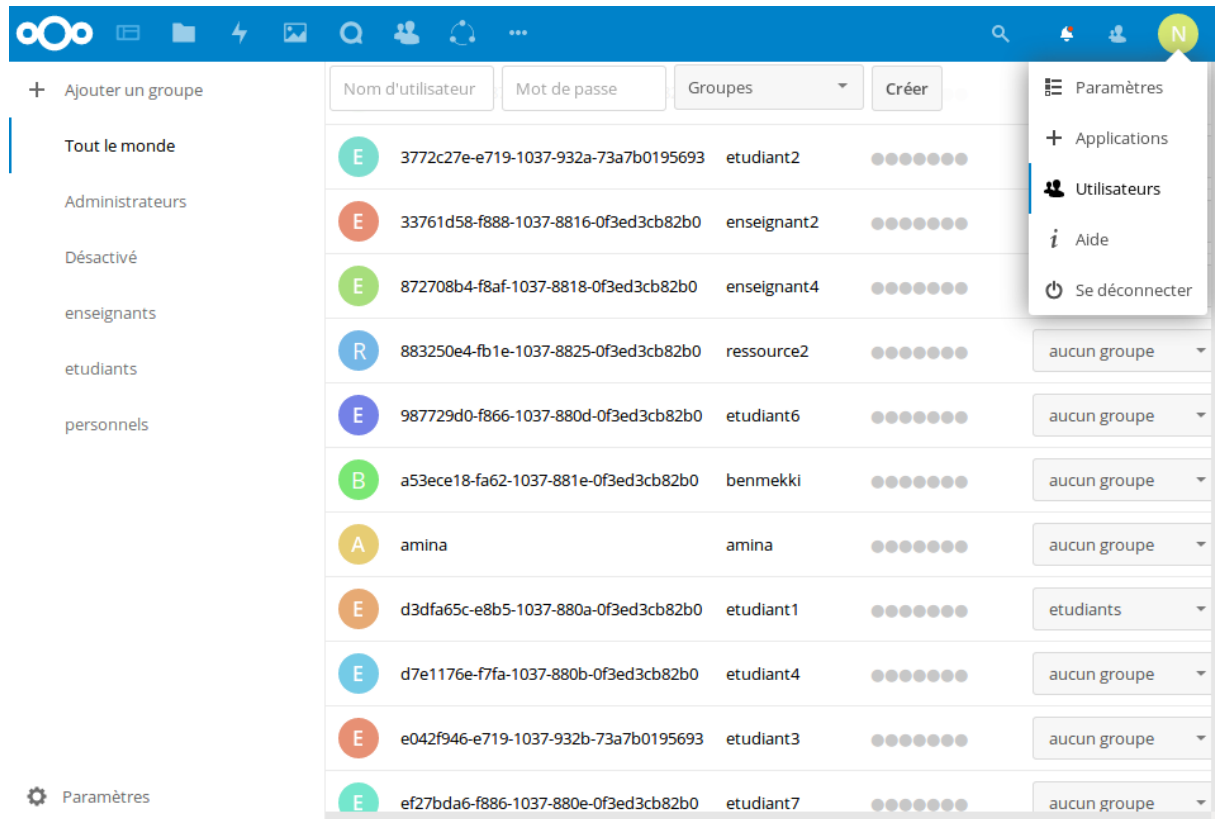 N
+ Ajouter un groupe
Tout le monde
Administrateurs
Désactivé
enseignants
etudiants
personnels
Paramètres
Nom d'utilisateur Mot de passe Groupes Créer
E 3772c27e-e719-1037-932a-73a7b0195693 etudiant2
E 33761d58-f888-1037-8816-0f3ed3cb82b0 enseignant2
E 872708b4-f8af-1037-8818-0f3ed3cb82b0 enseignant4
R 883250e4-fb1e-1037-8825-0f3ed3cb82b0 ressource2 aucun groupe
E 987729d0-f866-1037-880d-0f3ed3cb82b0 etudiant6 aucun groupe
B a53ece18-fa62-1037-881e-0f3ed3cb82b0 benmekki aucun groupe
A amina amina aucun groupe
E d3dfa65c-e8b5-1037-880a-0f3ed3cb82b0 etudiant1 etudiants
E d7e1176e-f7fa-1037-880b-0f3ed3cb82b0 etudiant4 aucun groupe
E e042f946-e719-1037-932b-73a7b0195693 etudiant3 aucun groupe
E ef27bda6-f886-1037-880e-0f3ed3cb82b0 etudiant7 aucun groupe
Paramètres
+ Applications
Utilisateurs
i Aide
Se déconnecter